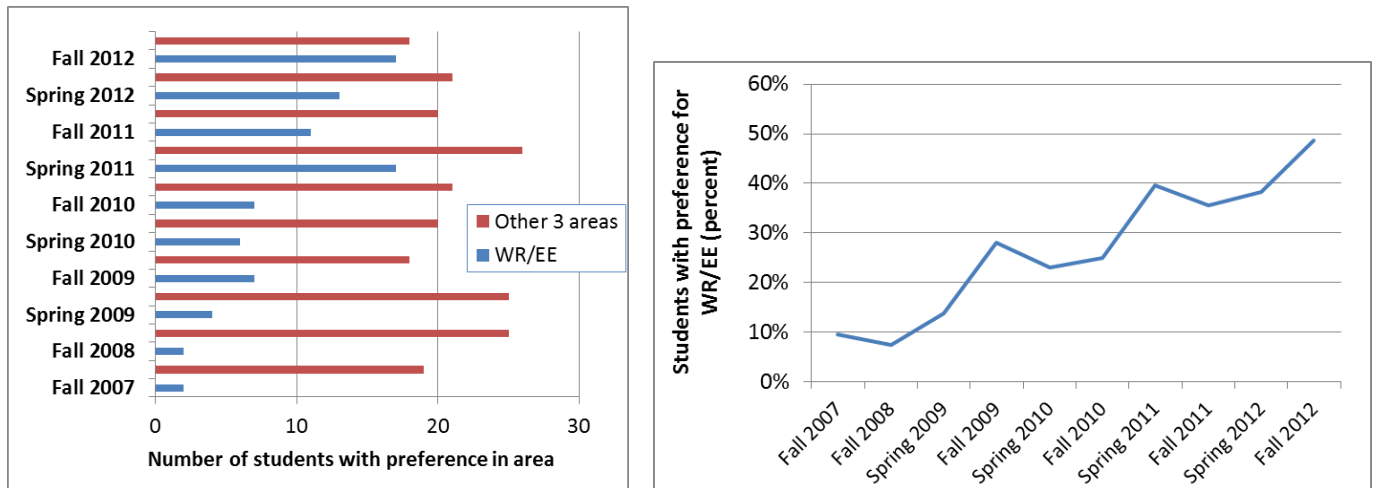 Fall 2012
Spring 2012
Fall 2011
Spring 2011
Fall 2010
Spring 2010
Fall 2009
Spring 2009
Fall 2008
Fall 2007
Other 3 areas
WR/EE
0 10 20 30
Number of students with preference in area
Students with preference for
WR/EE (percent)
60%
50%
40%
30%
20%
10%
0%
Fall 2007
Fall 2008
Spring 2009
Fall 2009
Spring 2010
Fall 2010
Spring 2011
Fall 2011
Spring 2012
Fall 2012